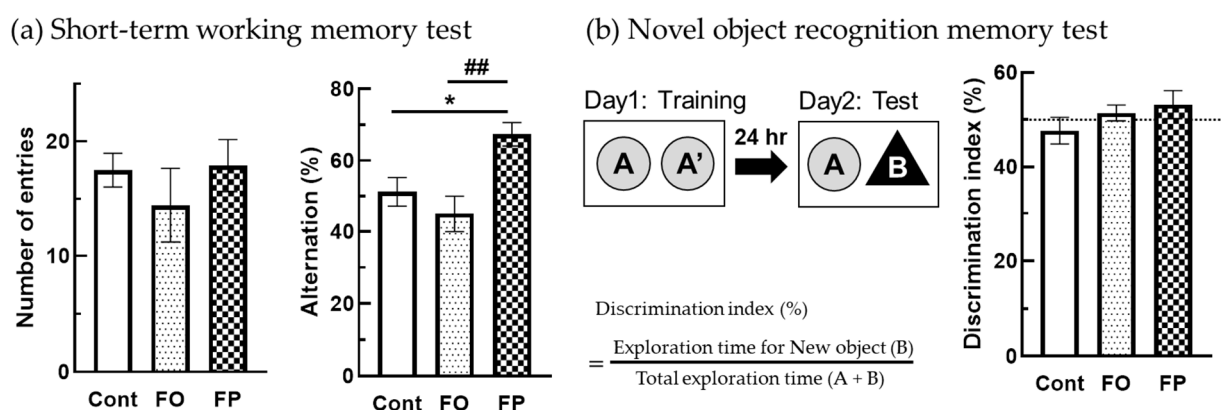 (a) Short-term working memory test
Number of entries
20
10
0
Cont FO FP
Alternation (%)
80
60
40
20
0
*
##
Cont FO FP
(b) Novel object recognition memory test
Day1: Training
A A’
24 hr
Day2: Test
A B
Discrimination index (%)
= Exploration time for New object (B)
Total exploration time (A + B)
Discrimination index (%)
60
40
20
0
Cont FO FP